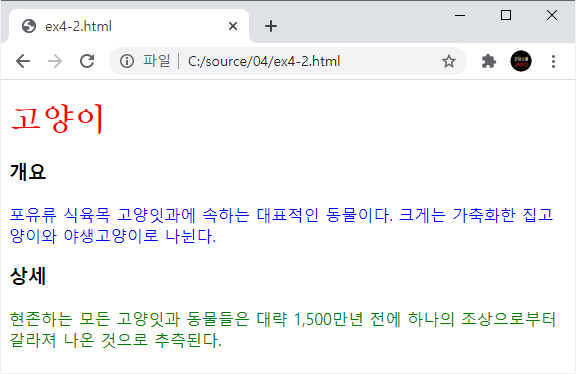 ex4-2.html
파일 C:/source/04/ex4-2.html
고양이
개요
포유류 식육목 고양잇과에 속하는 대표적인 동물이다. 크게는 가축화한 집고
양이와 야생고양이로 나뉜다.
상세
현존하는 모든 고양잇과 동물들은 대략 1,500만년 전에 하나의 조상으로부터
갈라져 나온 것으로 추측된다.